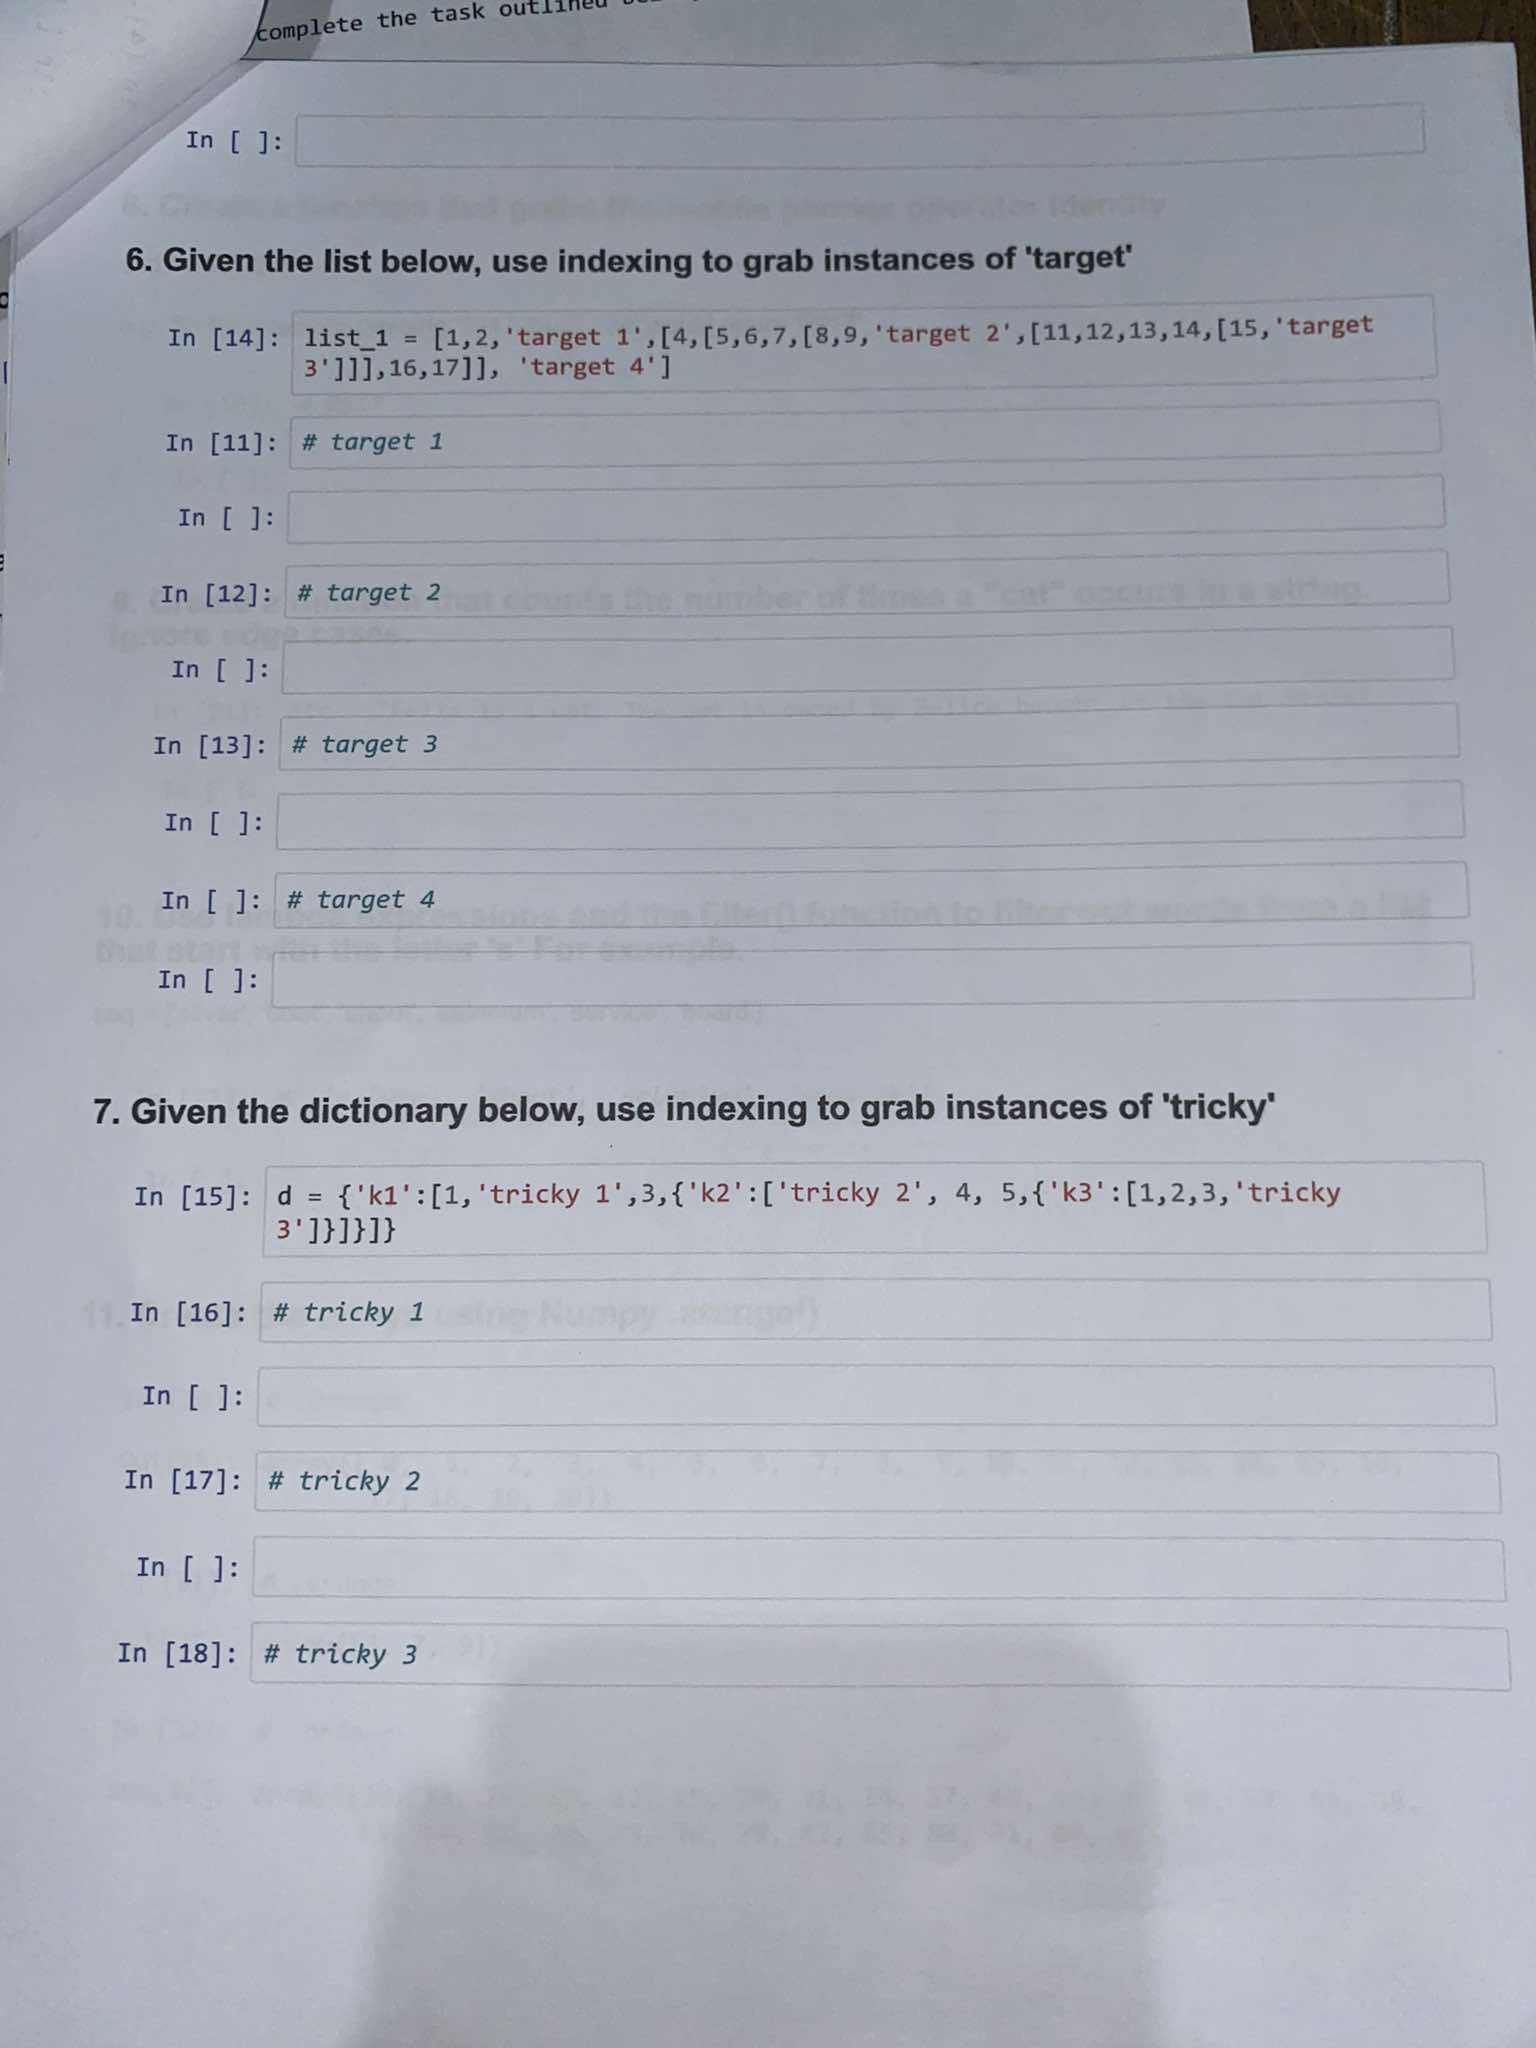 complete the task outlined
In [ ]:
6. Given the list below, use indexing to grab instances of 'target'
In [14]: list_1 = [1,2,'target 1',[4,[5,6,7,[8,9,'target 2',[11,12,13,14,[15,'target
3']]],16,17]], 'target 4']
In [11]: # target 1
In [ ]:
In [12]: # target 2
In [ ]:
In [13]: # target 3
In [ ]:
In [ ]: # target 4
In [ ]:
7. Given the dictionary below, use indexing to grab instances of 'tricky'
In [15]: d = {'k1':[1,'tricky 1',3,{'k2':['tricky 2', 4, 5,{'k3':[1,2,3,'tricky
3']}]}]}
In [16]: # tricky 1
In [ ]:
In [17]: # tricky 2
In [ ]:
In [18]: # tricky 3